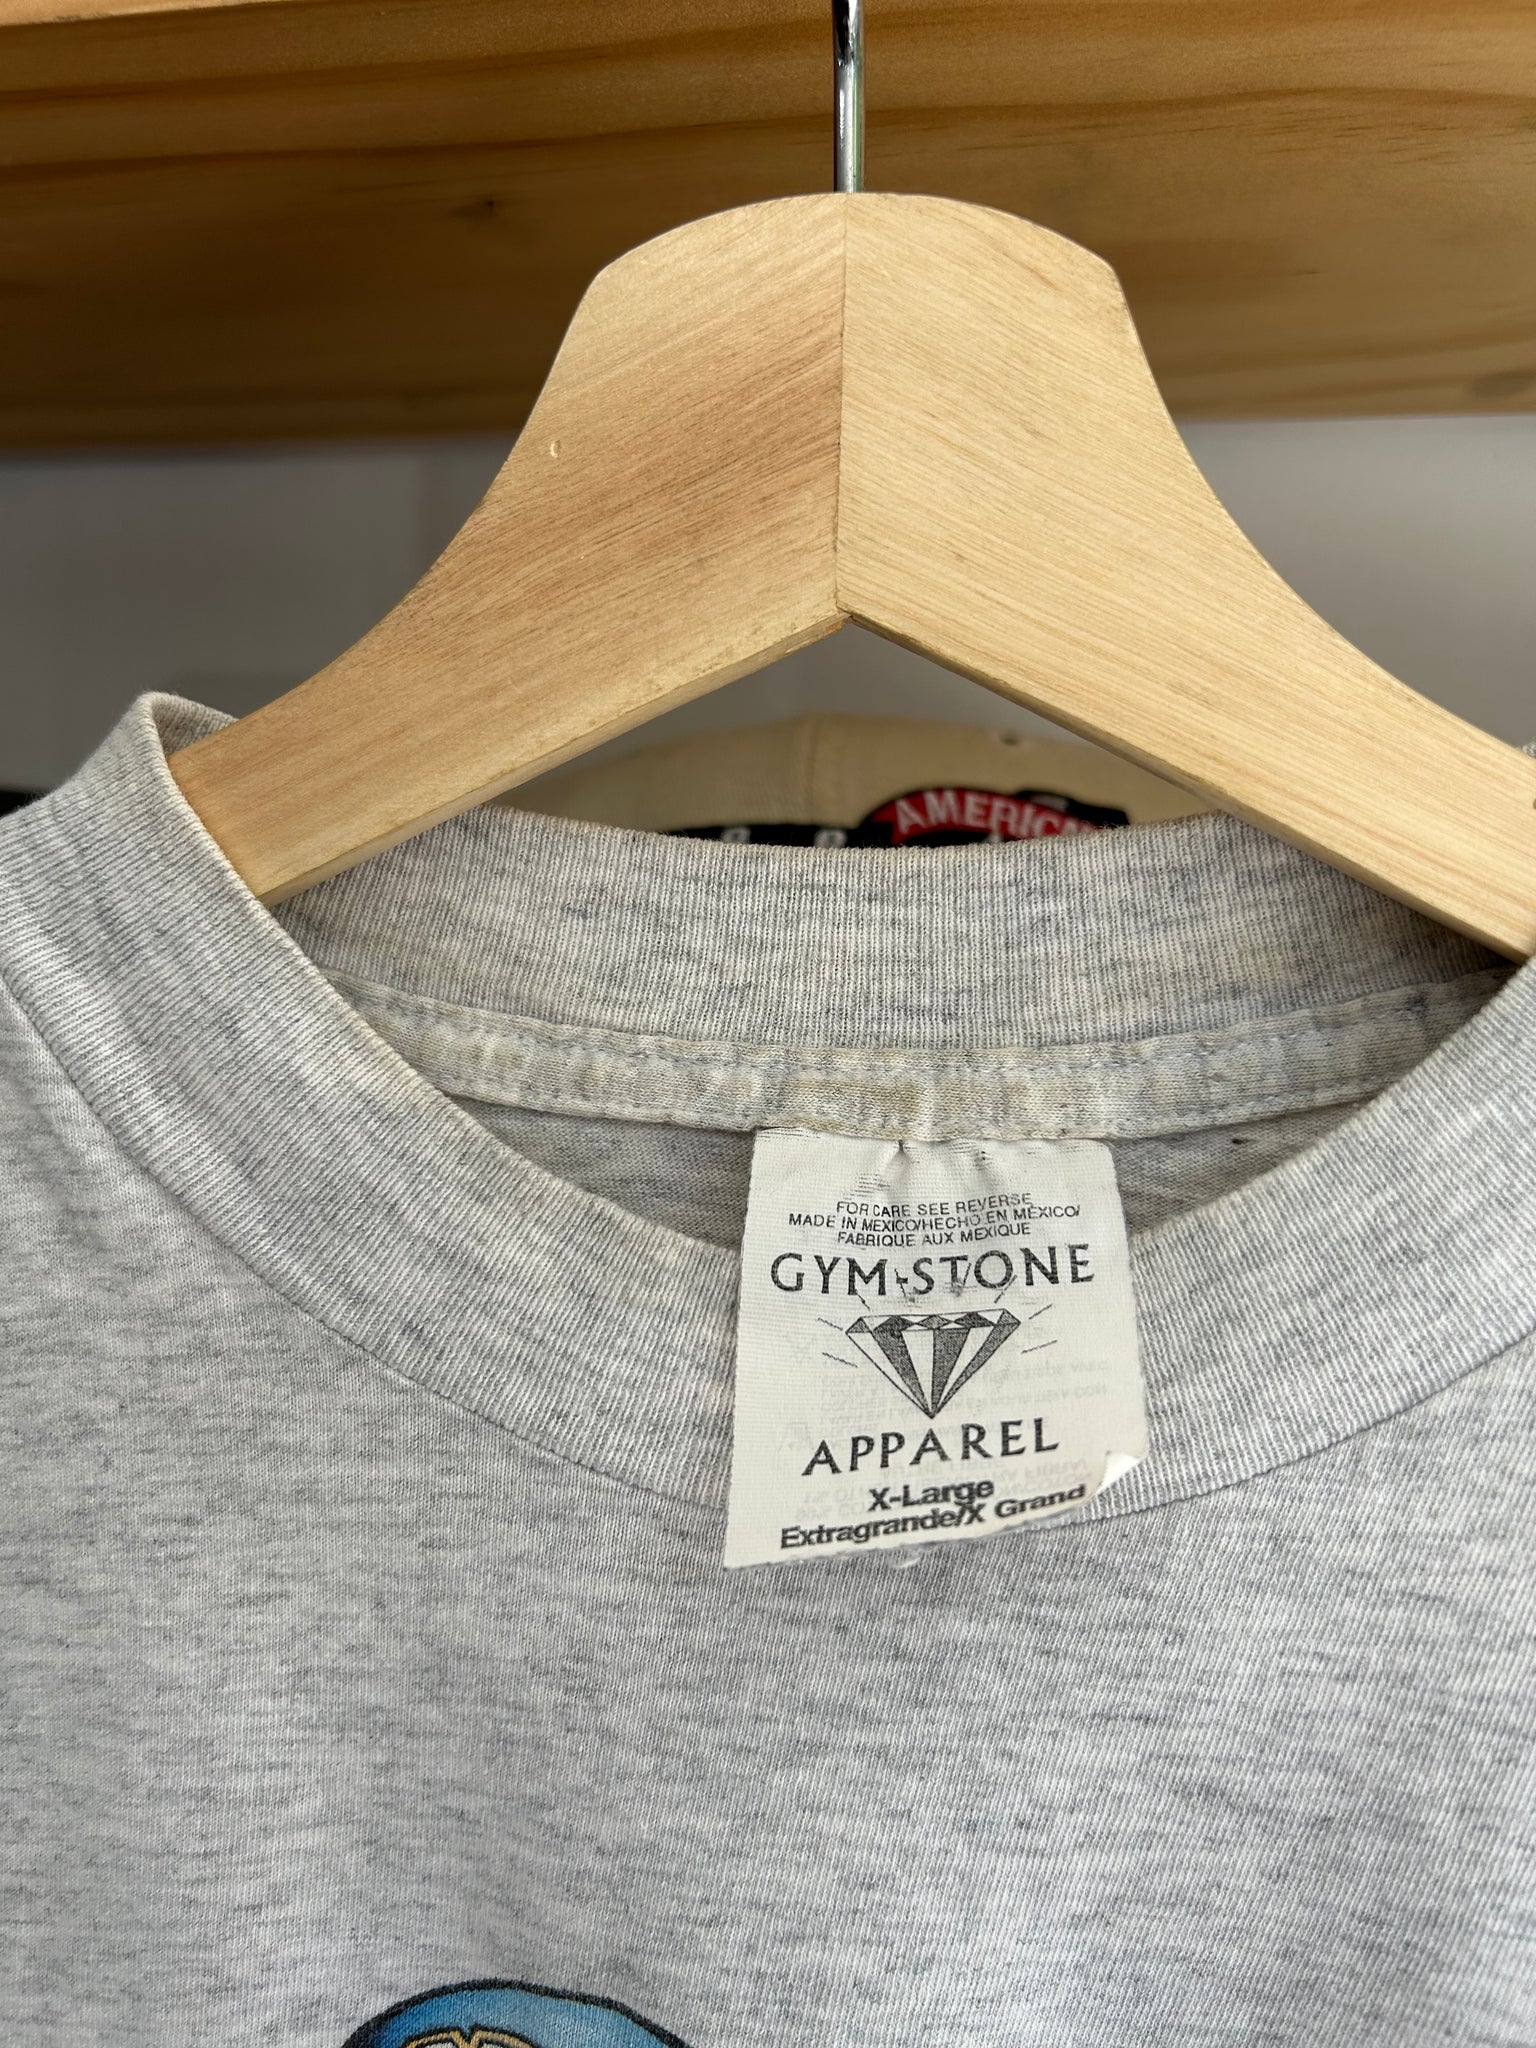 AMERICAN
FOR CARE SEE REVERSE
MADE IN MEXICO/HECHO EN MÉXICO/
FABRIQUE AUX MEXIQUE
GYM-STONE
APPAREL
X-Large
Extragrande/X Grand